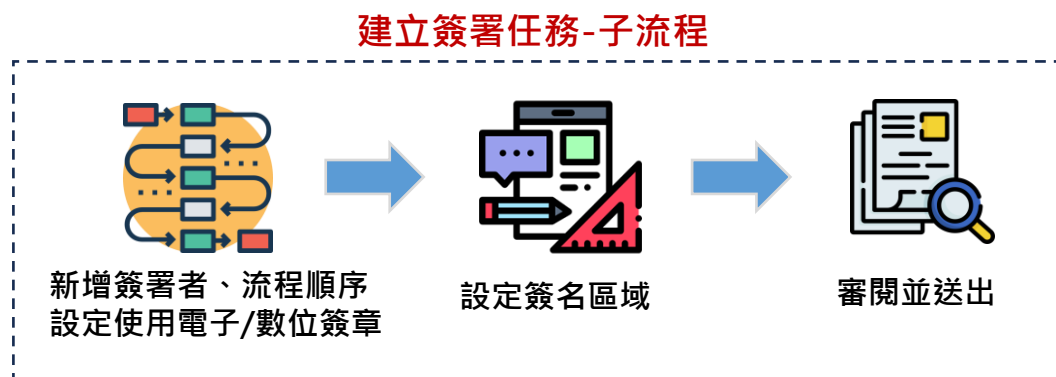 建立簽署任務-子流程
新增簽署者、流程順序
設定使用電子/數位簽章
設定簽名區域
審閱並送出